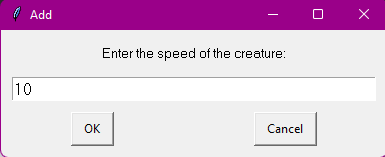 Add
Enter the speed of the creature:
10
OK Cancel